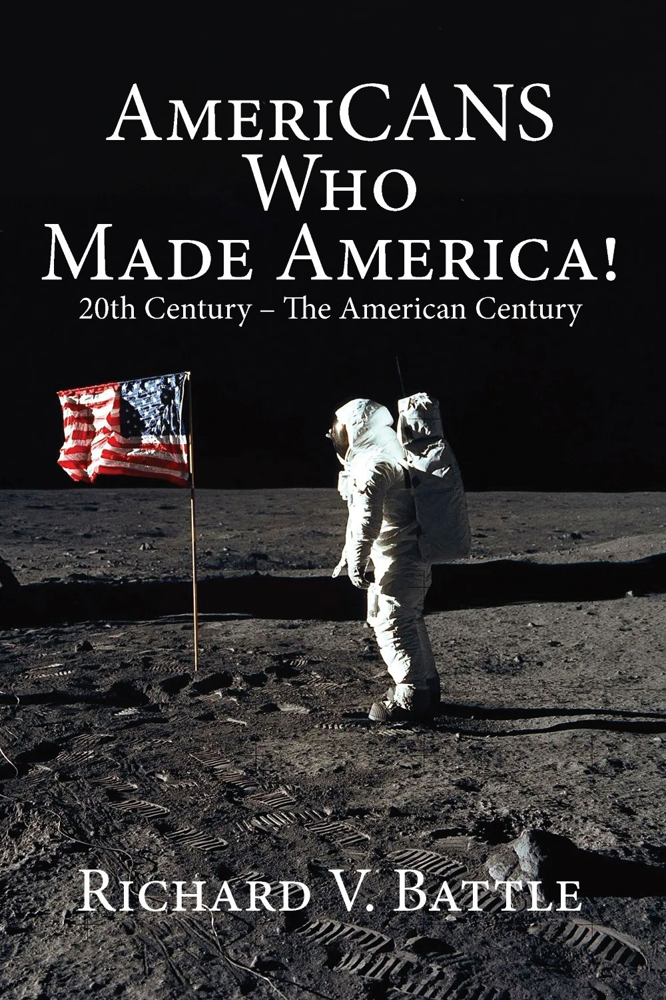 AmeriCANS
Who
Made America!
20th Century – The American Century
Richard V. Battle